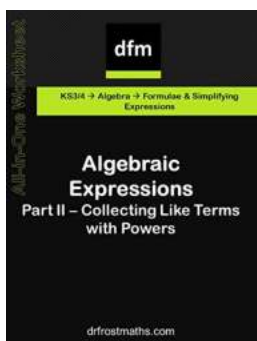 dfm
KS3/4 → Algebra → Formulae & Simplifying
Expressions
All-In-One Worksheet
Algebraic
Expressions
Part II – Collecting Like Terms
with Powers
drfrostmaths.com